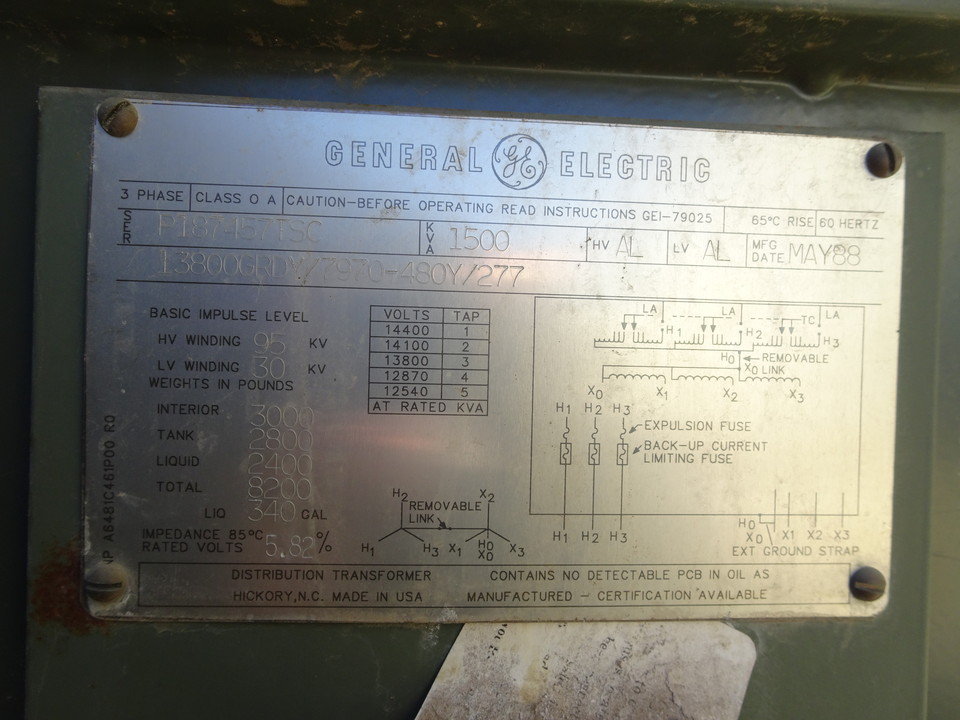 GENERAL GE ELECTRIC
3 PHASE CLASS O A CAUTION-BEFORE OPERATING READ INSTRUCTIONS GEI-79025 65°C RISE 60 HERTZ
SER KVA 1500 HV AL LV AL MFG DATE MAY88
13800GRDY/7970-480Y/277
BASIC IMPULSE LEVEL
HV WINDING 95 KV
LV WINDING 30 KV
WEIGHTS IN POUNDS
INTERIOR 3000
TANK 2800
LIQUID 2400
TOTAL 8200
LIQ 340 GAL
IMPEDANCE 85°C
RATED VOLTS 5.82%
VOLTS TAP
14400 1
14100 2
13800 3
12870 4
12540 5
AT RATED KVA
LA LA TC LA
H1 H2 H3
H0 REMOVABLE
X0 LINK
X0 X1 X2 X3
H1 H2 H3
EXPULSION FUSE
BACK-UP CURRENT
LIMITING FUSE
H1 H2 H3
H0
X0 X1 X2 X3
EXT GROUND STRAP
H2 X2
REMOVABLE
LINK
H1 H3 X1 H0 X3
X0
NP A6481C461P00 R0
DISTRIBUTION TRANSFORMER CONTAINS NO DETECTABLE PCB IN OIL AS
HICKORY, N.C. MADE IN USA MANUFACTURED - CERTIFICATION AVAILABLE